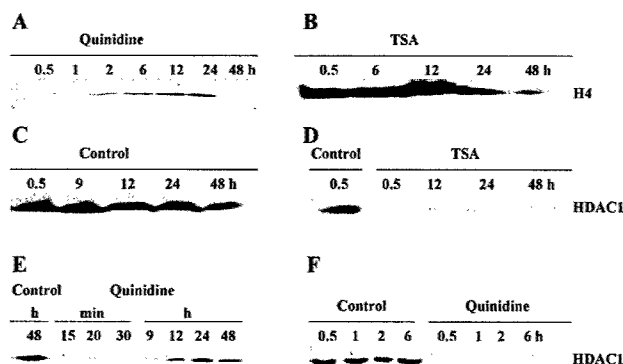 A
Quinidine
0.5 1 2 6 12 24 48 h
B
TSA
0.5 6 12 24 48 h
H4
C
Control
0.5 9 12 24 48 h
D
Control TSA
0.5 0.5 12 24 48 h
HDAC1
E
Control Quinidine
h min h
48 15 20 30 9 12 24 48
F
Control Quinidine
0.5 1 2 6 0.5 1 2 6 h
HDAC1